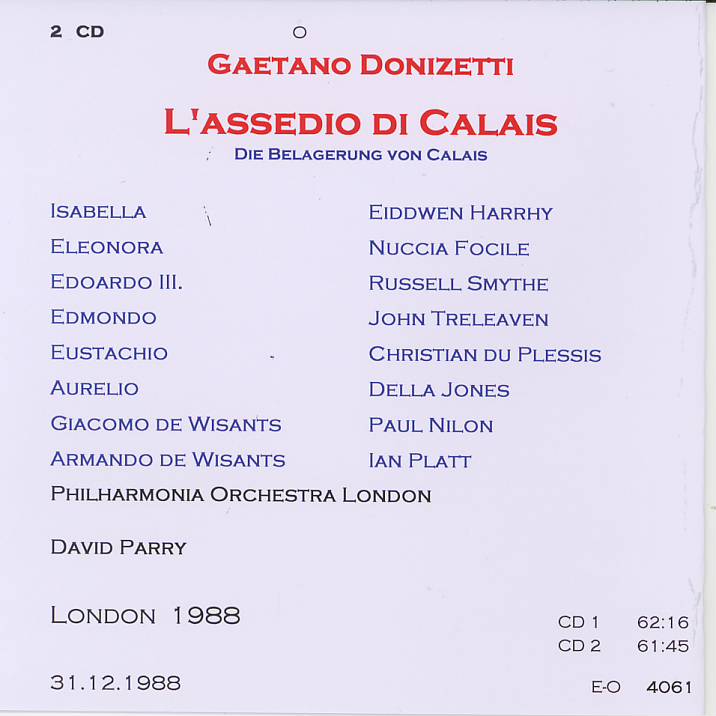 2 CD
GAETANO DONIZETTI
L'ASSEDIO DI CALAIS
DIE BELAGERUNG VON CALAIS
ISABELLA EIDDWEN HARRHY
ELEONORA NUCCIA FOCILE
EDOARDO III. RUSSELL SMYTHE
EDMONDO JOHN TRELEAVEN
EUSTACHIO CHRISTIAN DU PLESSIS
AURELIO DELLA JONES
GIACOMO DE WISANTS PAUL NILON
ARMANDO DE WISANTS IAN PLATT
PHILHARMONIA ORCHESTRA LONDON
DAVID PARRY
LONDON 1988
CD 1 62:16
CD 2 61:45
31.12.1988
E-O 4061